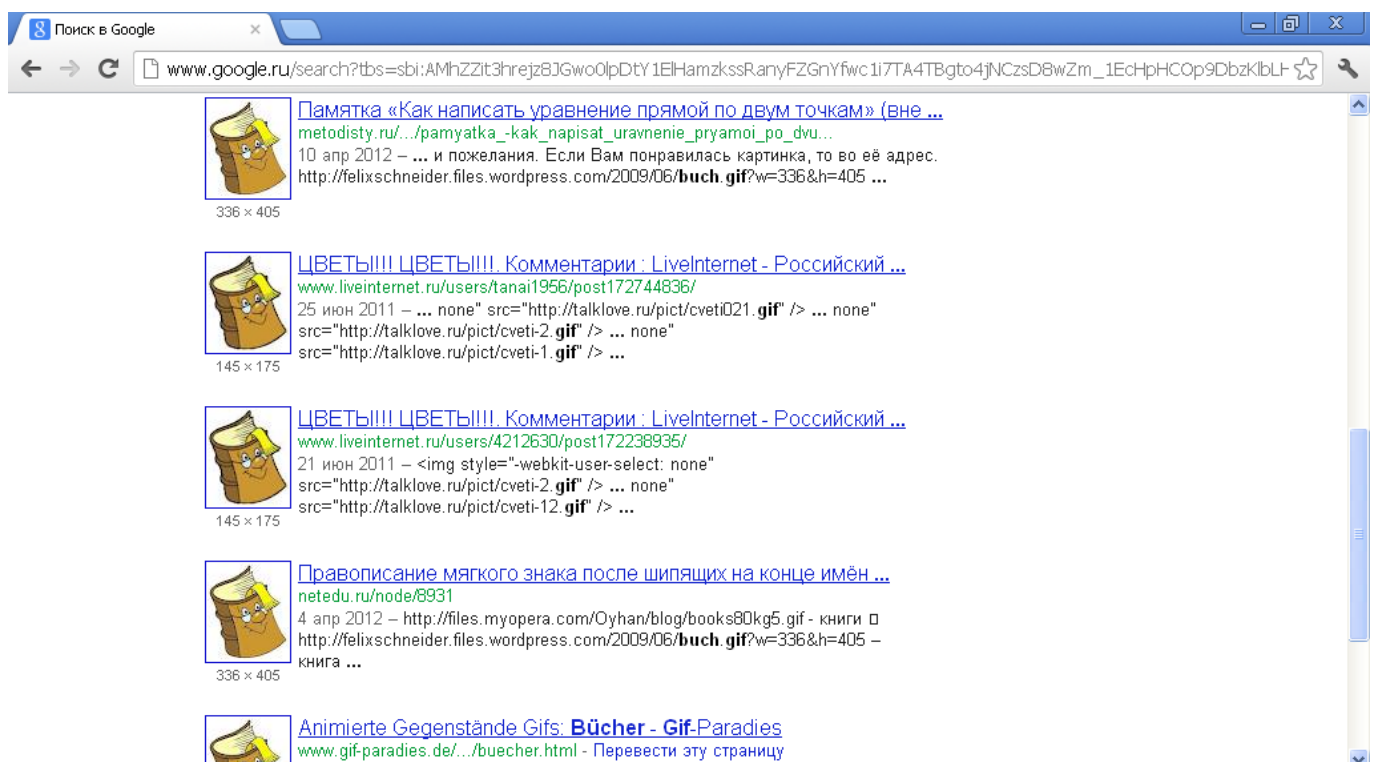 Поиск в Google
www.google.ru/search?tbs=sbi:AMhZZit3hrejz8JGwo0lpDtY1ElHamzkssRanyFZGnYfwc1i7TA4TBgto4jNCzsD8wZm_1EcHpHCOp9DbzKlbLH
Памятка «Как написать уравнение прямой по двум точкам» (вне ...
metodisty.ru/.../pamyatka_-kak_napisat_uravnenie_pryamoi_po_dvu...
10 апр 2012 – ... и пожелания. Если Вам понравилась картинка, то во её адрес.
http://felixschneider.files.wordpress.com/2009/06/buch.gif?w=336&h=405 ...
336 × 405
ЦВЕТЫ!!!! ЦВЕТЫ!!!!. Комментарии : LiveInternet - Российский ...
www.liveinternet.ru/users/tanai1956/post172744836/
25 июн 2011 – ... none" src="http://talklove.ru/pict/cveti021.gif" /> ... none"
src="http://talklove.ru/pict/cveti-2.gif" /> ... none"
src="http://talklove.ru/pict/cveti-1.gif" /> ...
145 × 175
ЦВЕТЫ!!!! ЦВЕТЫ!!!!. Комментарии : LiveInternet - Российский ...
www.liveinternet.ru/users/4212630/post172238935/
21 июн 2011 – <img style="-webkit-user-select: none"
src="http://talklove.ru/pict/cveti-2.gif" /> ... none"
src="http://talklove.ru/pict/cveti-12.gif" /> ...
145 × 175
Правописание мягкого знака после шипящих на конце имён ...
netedu.ru/node/8931
4 апр 2012 – http://files.myopera.com/Oyhan/blog/books80kg5.gif - книги □
http://felixschneider.files.wordpress.com/2009/06/buch.gif?w=336&h=405 –
книга ...
336 × 405
Animierte Gegenstände Gifs: Bücher - Gif-Paradies
www.gif-paradies.de/.../buecher.html - Перевести эту страницу